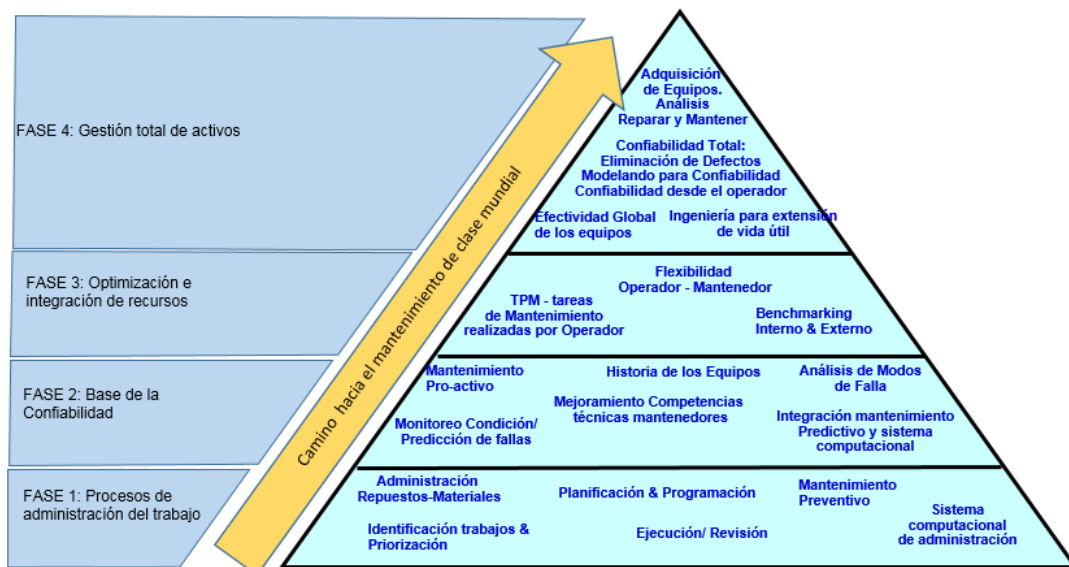 FASE 4: Gestión total de activos
FASE 3: Optimización e
integración de recursos
FASE 2: Base de la
Confiabilidad
FASE 1: Procesos de
administración del trabajo
Camino hacia el mantenimiento de clase mundial
Adquisición
de Equipos.
Análisis
Reparar y Mantener
Confiabilidad Total:
Eliminación de Defectos
Modelando para Confiabilidad
Confiabilidad desde el operador
Efectividad Global
de los equipos
Ingeniería para extensión
de vida útil
Flexibilidad
Operador - Mantenedor
TPM - tareas
de Mantenimiento
realizadas por Operador
Benchmarking
Interno & Externo
Mantenimiento
Pro-activo
Historia de los Equipos
Análisis de Modos
de Falla
Monitoreo Condición/
Predicción de fallas
Mejoramiento Competencias
técnicas mantenedores
Integración mantenimiento
Predictivo y sistema
computacional
Administración
Repuestos-Materiales
Planificación & Programación
Mantenimiento
Preventivo
Identificación trabajos &
Priorización
Ejecución/ Revisión
Sistema
computacional
de administración